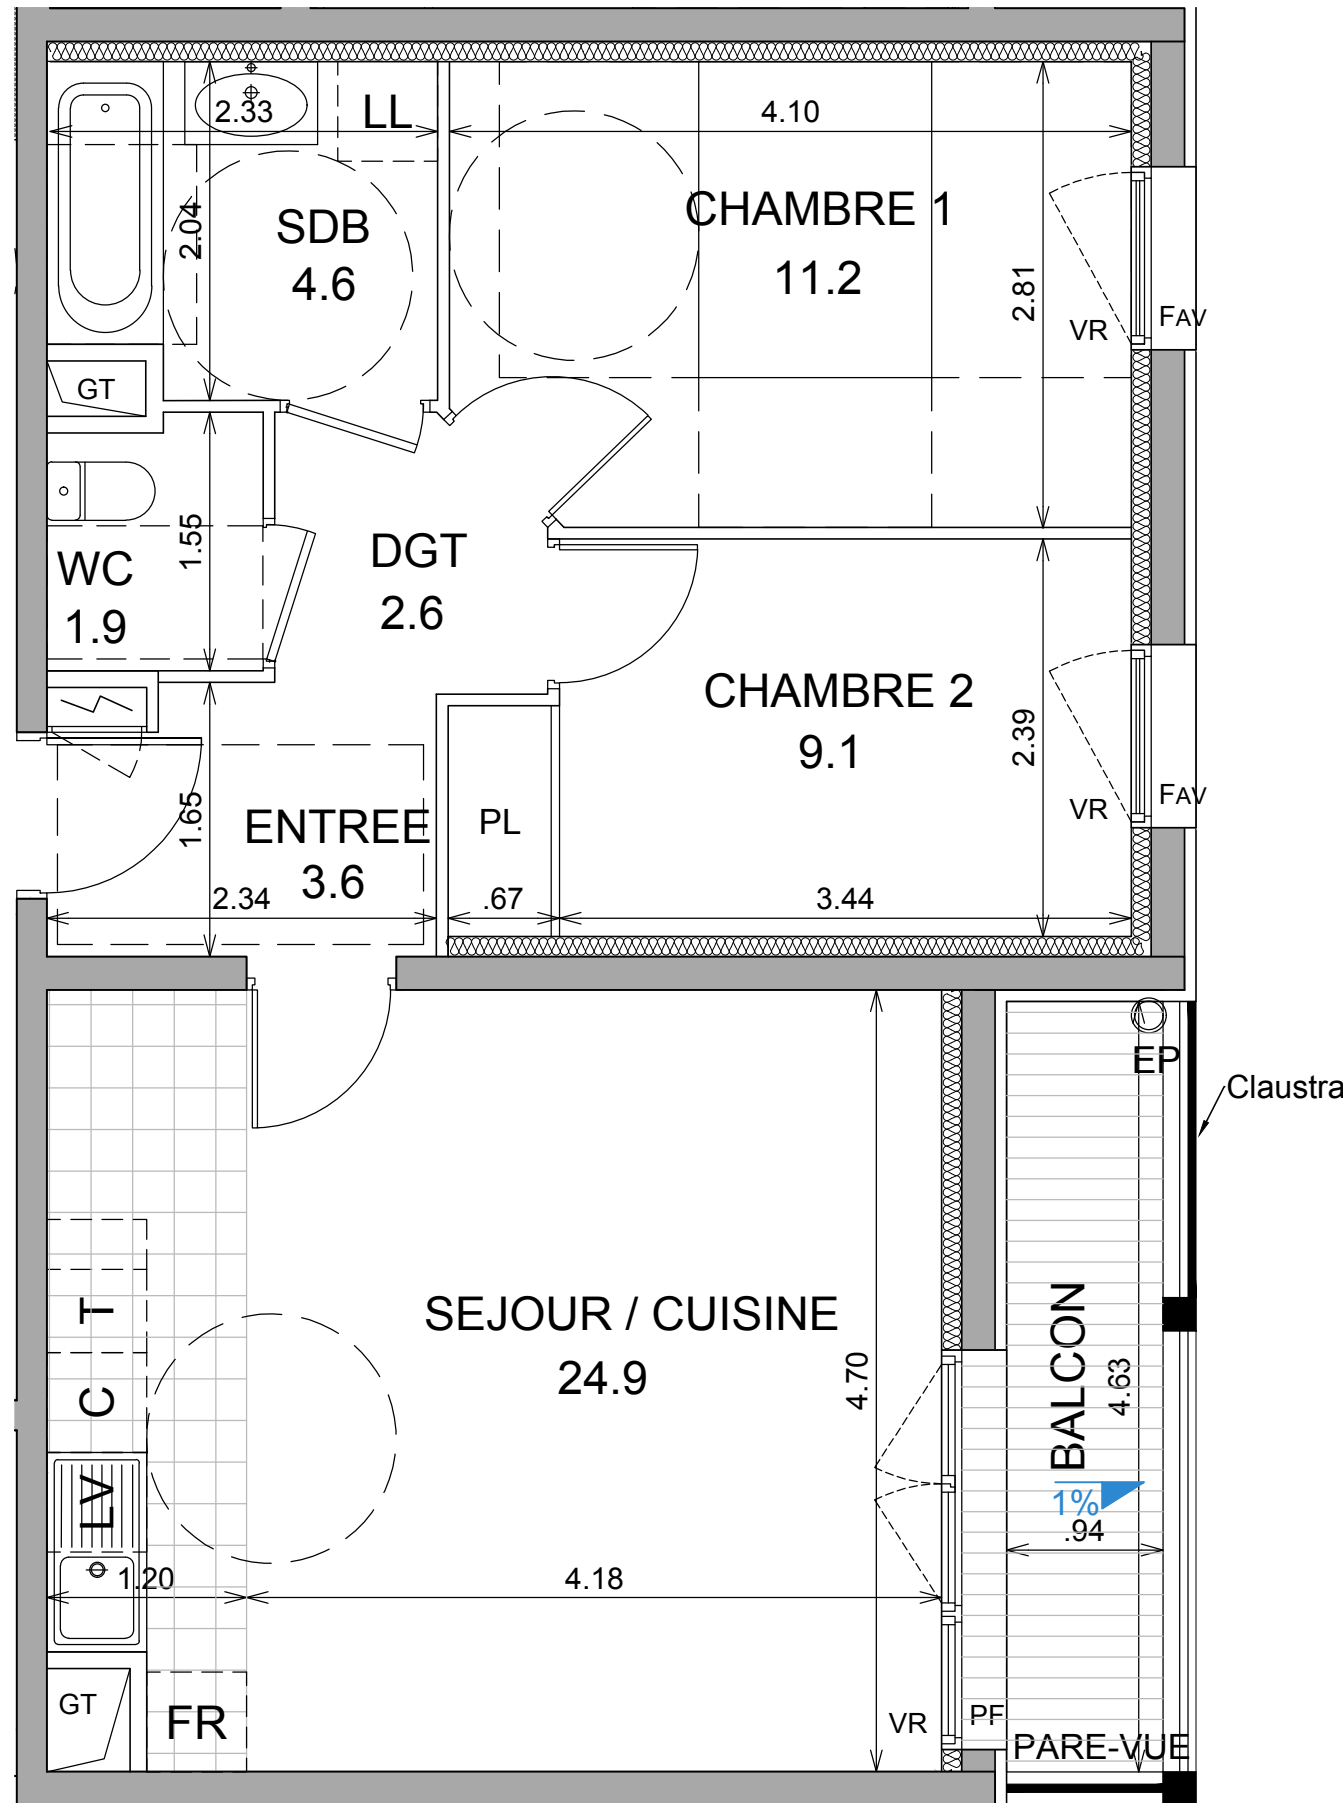 2.33
LL
4.10
SDB
4.6
2.04
CHAMBRE 1
11.2
2.81
VR
FAV
GT
1.55
WC
1.9
DGT
2.6
CHAMBRE 2
9.1
2.39
VR
FAV
1.65
ENTREE
3.6
PL
2.34
.67
3.44
EP
Claustra
T
C
LV
SEJOUR / CUISINE
24.9
4.70
BALCON
4.63
1%
.94
1.20
4.18
GT
FR
VR
PF
PARE-VUE